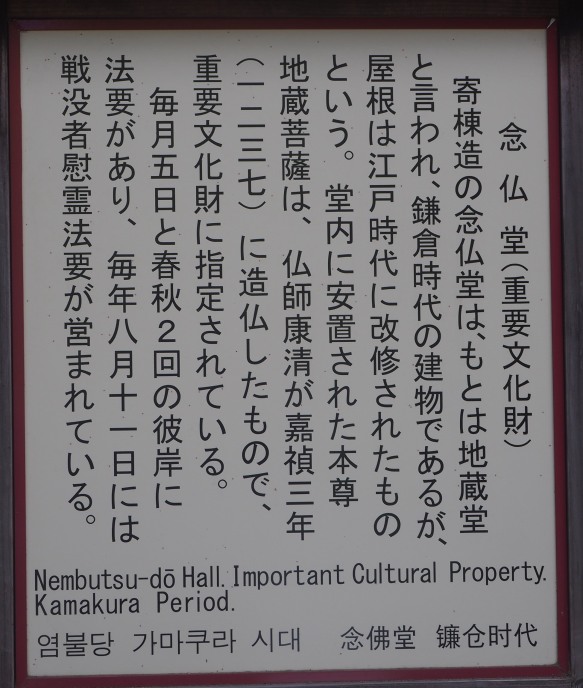 念仏堂（重要文化財）
寄棟造の念仏堂は、もとは地蔵堂
と言われ、鎌倉時代の建物であるが、
屋根は江戸時代に改修されたもの
という。堂内に安置された本尊
地蔵菩薩は、仏師康清が嘉禎三年
（一二三七）に造仏したもので、
重要文化財に指定されている。
毎月五日と春秋２回の彼岸に
法要があり、毎年八月十一日には
戦没者慰霊法要が営まれている。
Nembutsu-dō Hall. Important Cultural Property.
Kamakura Period.
염불당 가마쿠라 시대 念佛堂 镰仓时代